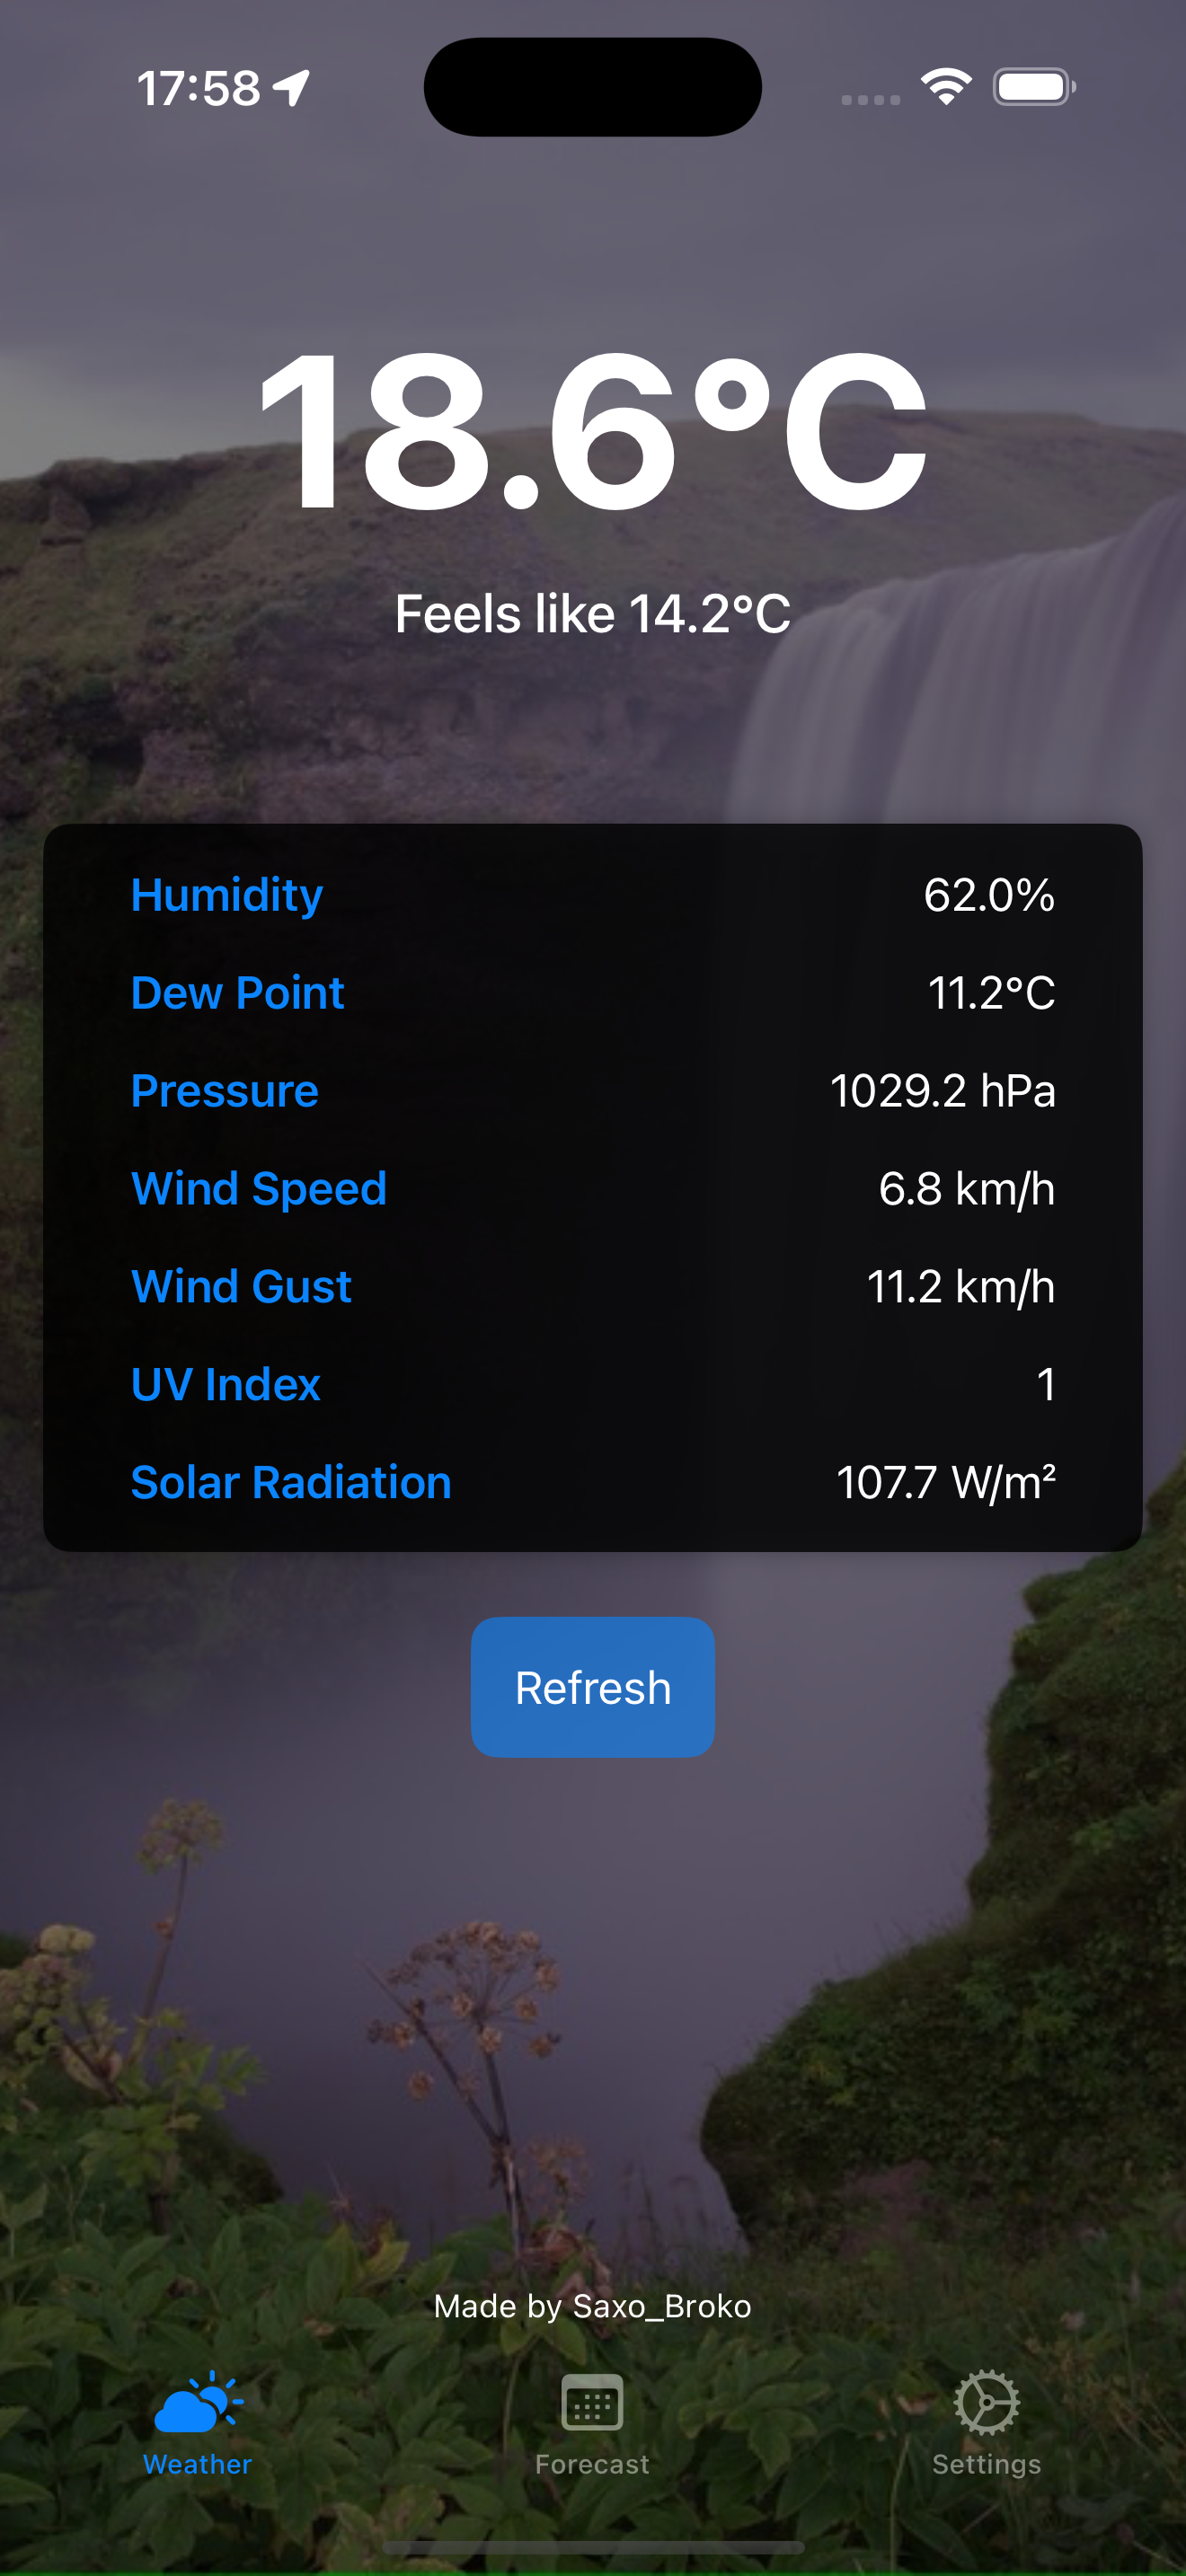 17:58
18.6°C
Feels like 14.2°C
Humidity 62.0%
Dew Point 11.2°C
Pressure 1029.2 hPa
Wind Speed 6.8 km/h
Wind Gust 11.2 km/h
UV Index 1
Solar Radiation 107.7 W/m²
Refresh
Made by Saxo_Broko
Weather Forecast Settings